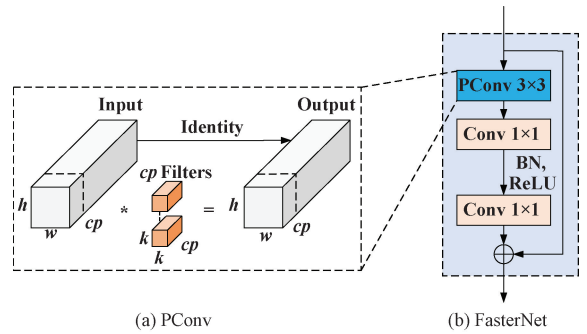 Input
Output
Identity
cp Filters
h
w
cp
*
k
k
cp
=
h
w
cp
(a) PConv
PConv 3×3
Conv 1×1
BN,
ReLU
Conv 1×1
(b) FasterNet